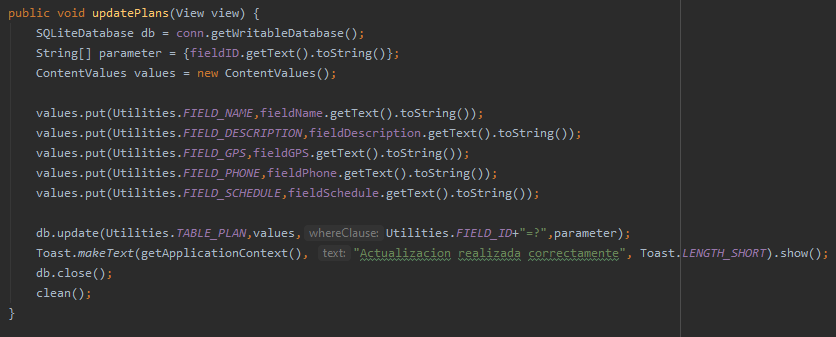 public void updatePlans(View view) {
SQLiteDatabase db = conn.getWritableDatabase();
String[] parameter = {fieldID.getText().toString()};
ContentValues values = new ContentValues();
values.put(Utilities.FIELD_NAME,fieldName.getText().toString());
values.put(Utilities.FIELD_DESCRIPTION,fieldDescription.getText().toString());
values.put(Utilities.FIELD_GPS,fieldGPS.getText().toString());
values.put(Utilities.FIELD_PHONE,fieldPhone.getText().toString());
values.put(Utilities.FIELD_SCHEDULE,fieldSchedule.getText().toString());
db.update(Utilities.TABLE_PLAN,values, whereClause: Utilities.FIELD_ID+"=?",parameter);
Toast.makeText(getApplicationContext(), text: "Actualizacion realizada correctamente", Toast.LENGTH_SHORT).show();
db.close();
clean();
}